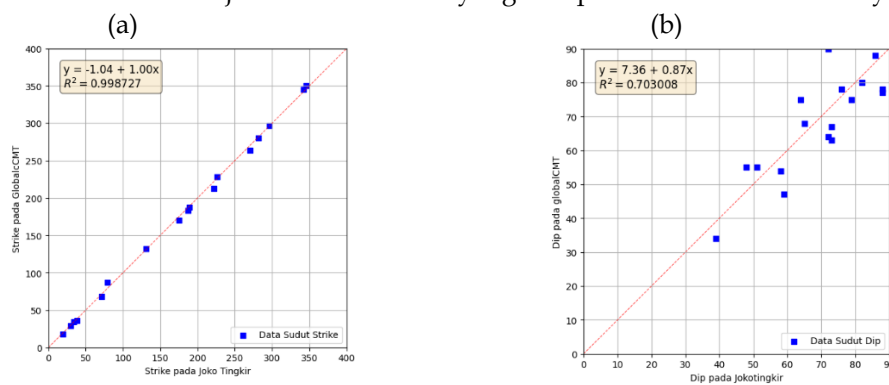 (a)
(b)
y = -1.04 + 1.00x
R² = 0.998727
400
350
300
250
200
150
100
50
0
Strike pada GlobalcCMT
0 50 100 150 200 250 300 350 400
Strike pada Joko Tingkir
Data Sudut Strike
y = 7.36 + 0.87x
R² = 0.703008
90
80
70
60
50
40
30
20
10
0
Dip pada globalCMT
0 10 20 30 40 50 60 70 80 90
Dip pada Jokotingkir
Data Sudut Dip